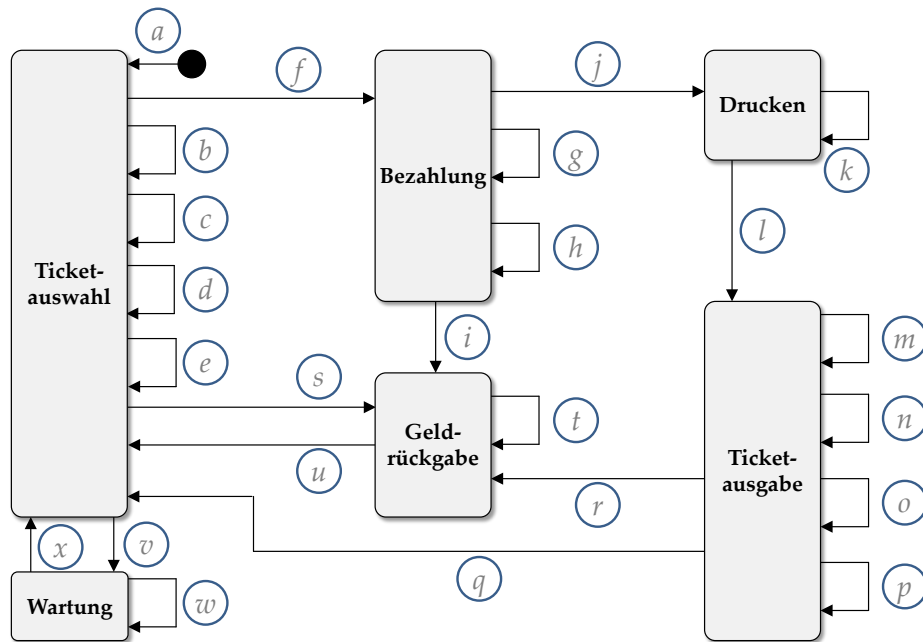 a
f
j
b
g
Drucken
k
Bezahlung
c
h
l
Ticket-
auswahl
d
e
i
m
s
n
Geld-
rückgabe
t
u
Ticket-
ausgabe
r
o
x
v
q
p
Wartung
w